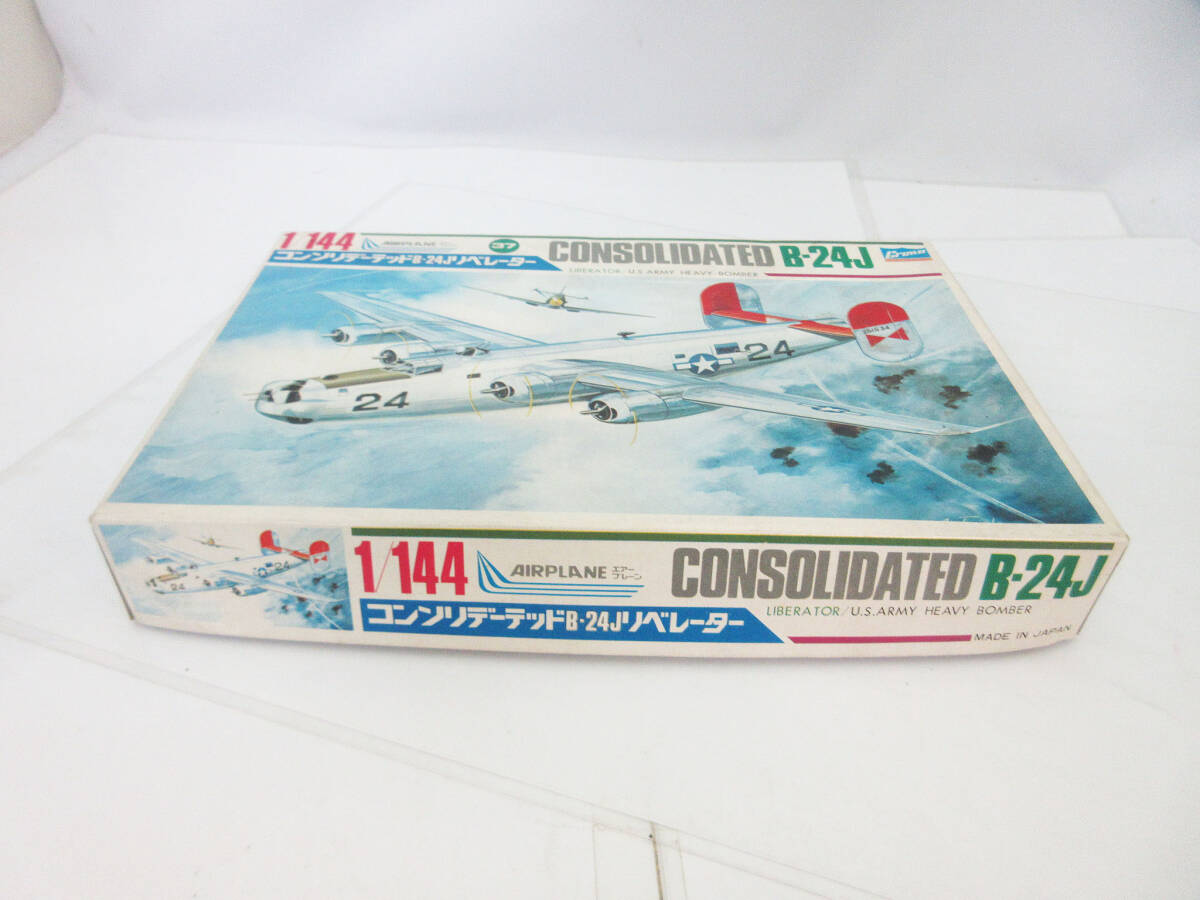 1/144 AIRPLANE 37 CONSOLIDATED B-24J
コンソリデーテッドB-24Jリベレーター
LIBERATOR/U.S. ARMY HEAVY BOMBER
24
24
24
24
1/144 AIRPLANE エアープレーン CONSOLIDATED B-24J
LIBERATOR/U.S. ARMY HEAVY BOMBER
コンソリデーテッドB-24Jリベレーター
MADE IN JAPAN